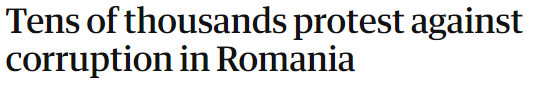 Tens of thousands protest against
corruption in Romania